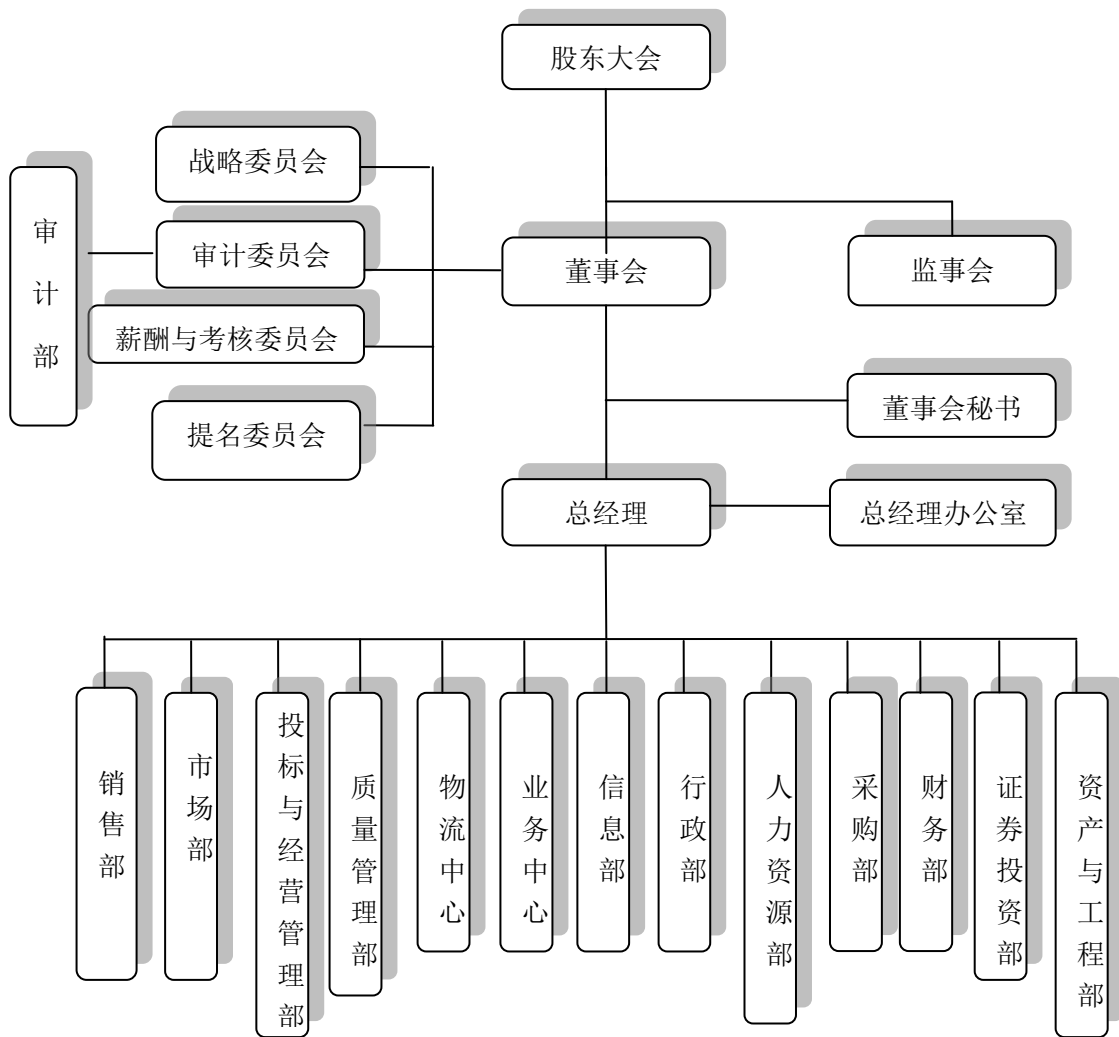 股东大会
战略委员会
审计部
审计委员会
董事会
监事会
薪酬与考核委员会
董事会秘书
提名委员会
总经理
总经理办公室
销售部
市场部
投标与经营管理部
质量管理部
物流中心
业务中心
信息部
行政部
人力资源部
采购部
财务部
证券投资部
资产与工程部